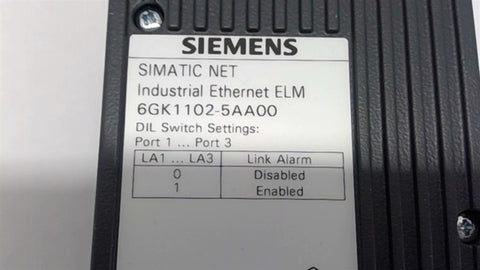 SIEMENS
SIMATIC NET
Industrial Ethernet ELM
6GK1102-5AA00
DIL Switch Settings:
Port 1 ... Port 3
LA1 ... LA3 Link Alarm
0 Disabled
1 Enabled